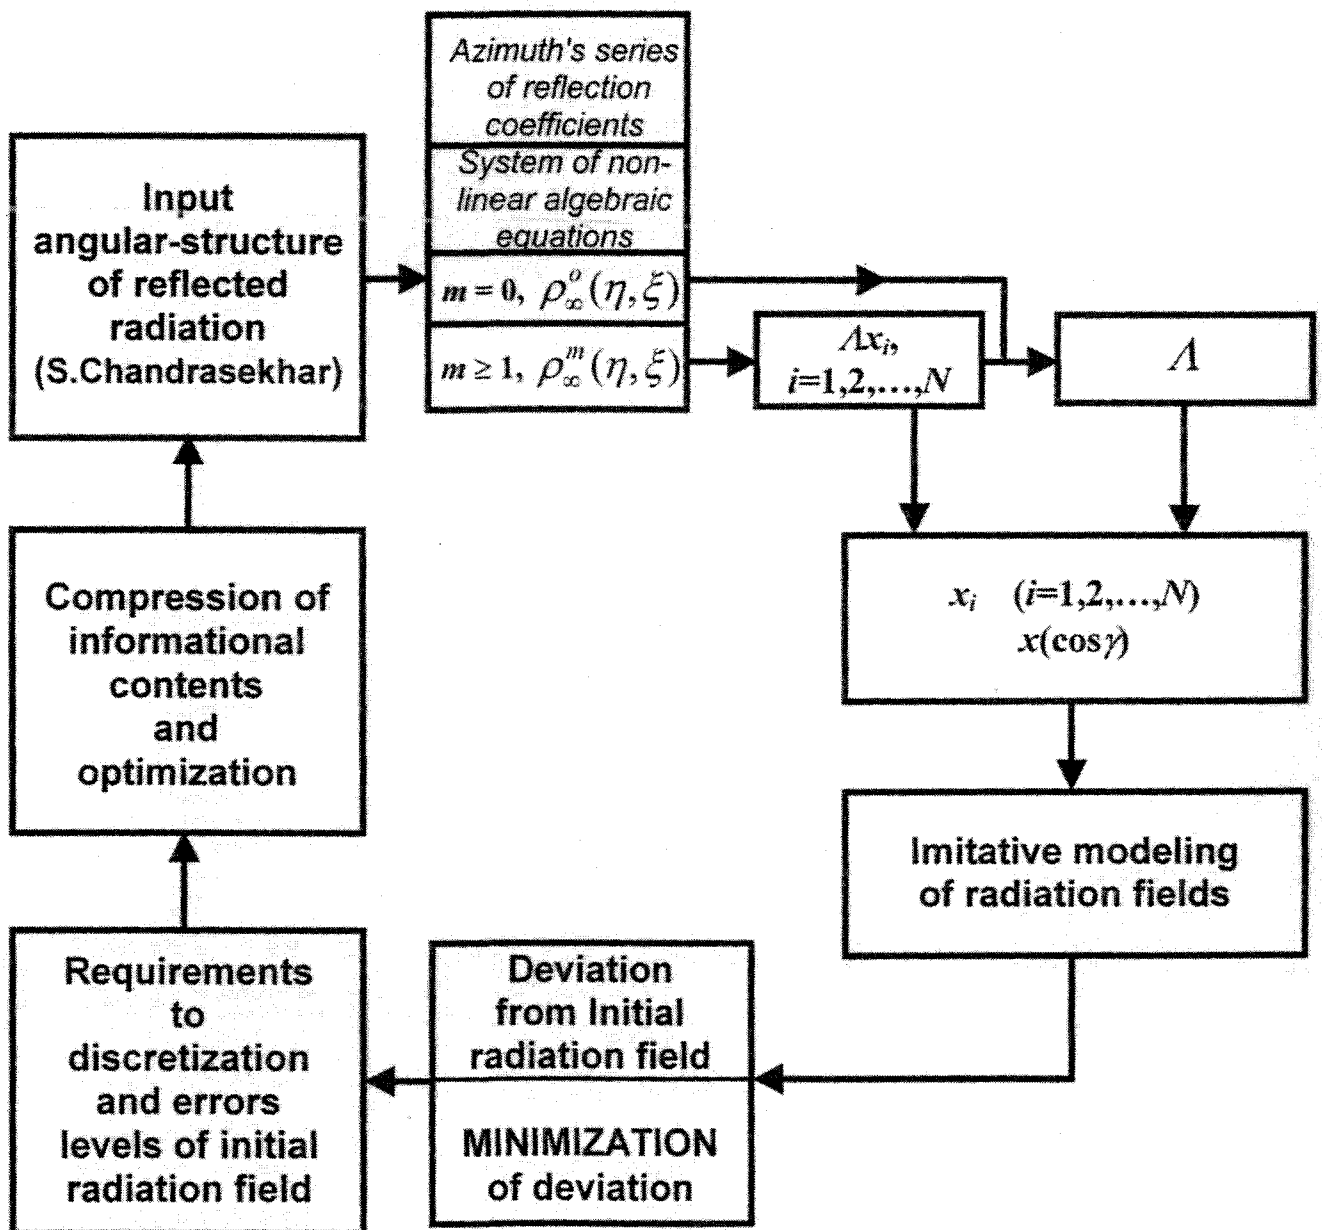 Input
angular-structure
of reflected
radiation
(S.Chandrasekhar)
Azimuth's series
of reflection
coefficients
System of non-
linear algebraic
equations
m = 0, ρ∞^o(η,ξ)
m ≥ 1, ρ∞^m(η,ξ)
Λxᵢ,
i=1,2,...,N
Λ
xᵢ (i=1,2,...,N)
x(cosγ)
Imitative modeling
of radiation fields
Deviation
from Initial
radiation field
MINIMIZATION
of deviation
Requirements
to
discretization
and errors
levels of initial
radiation field
Compression of
informational
contents
and
optimization